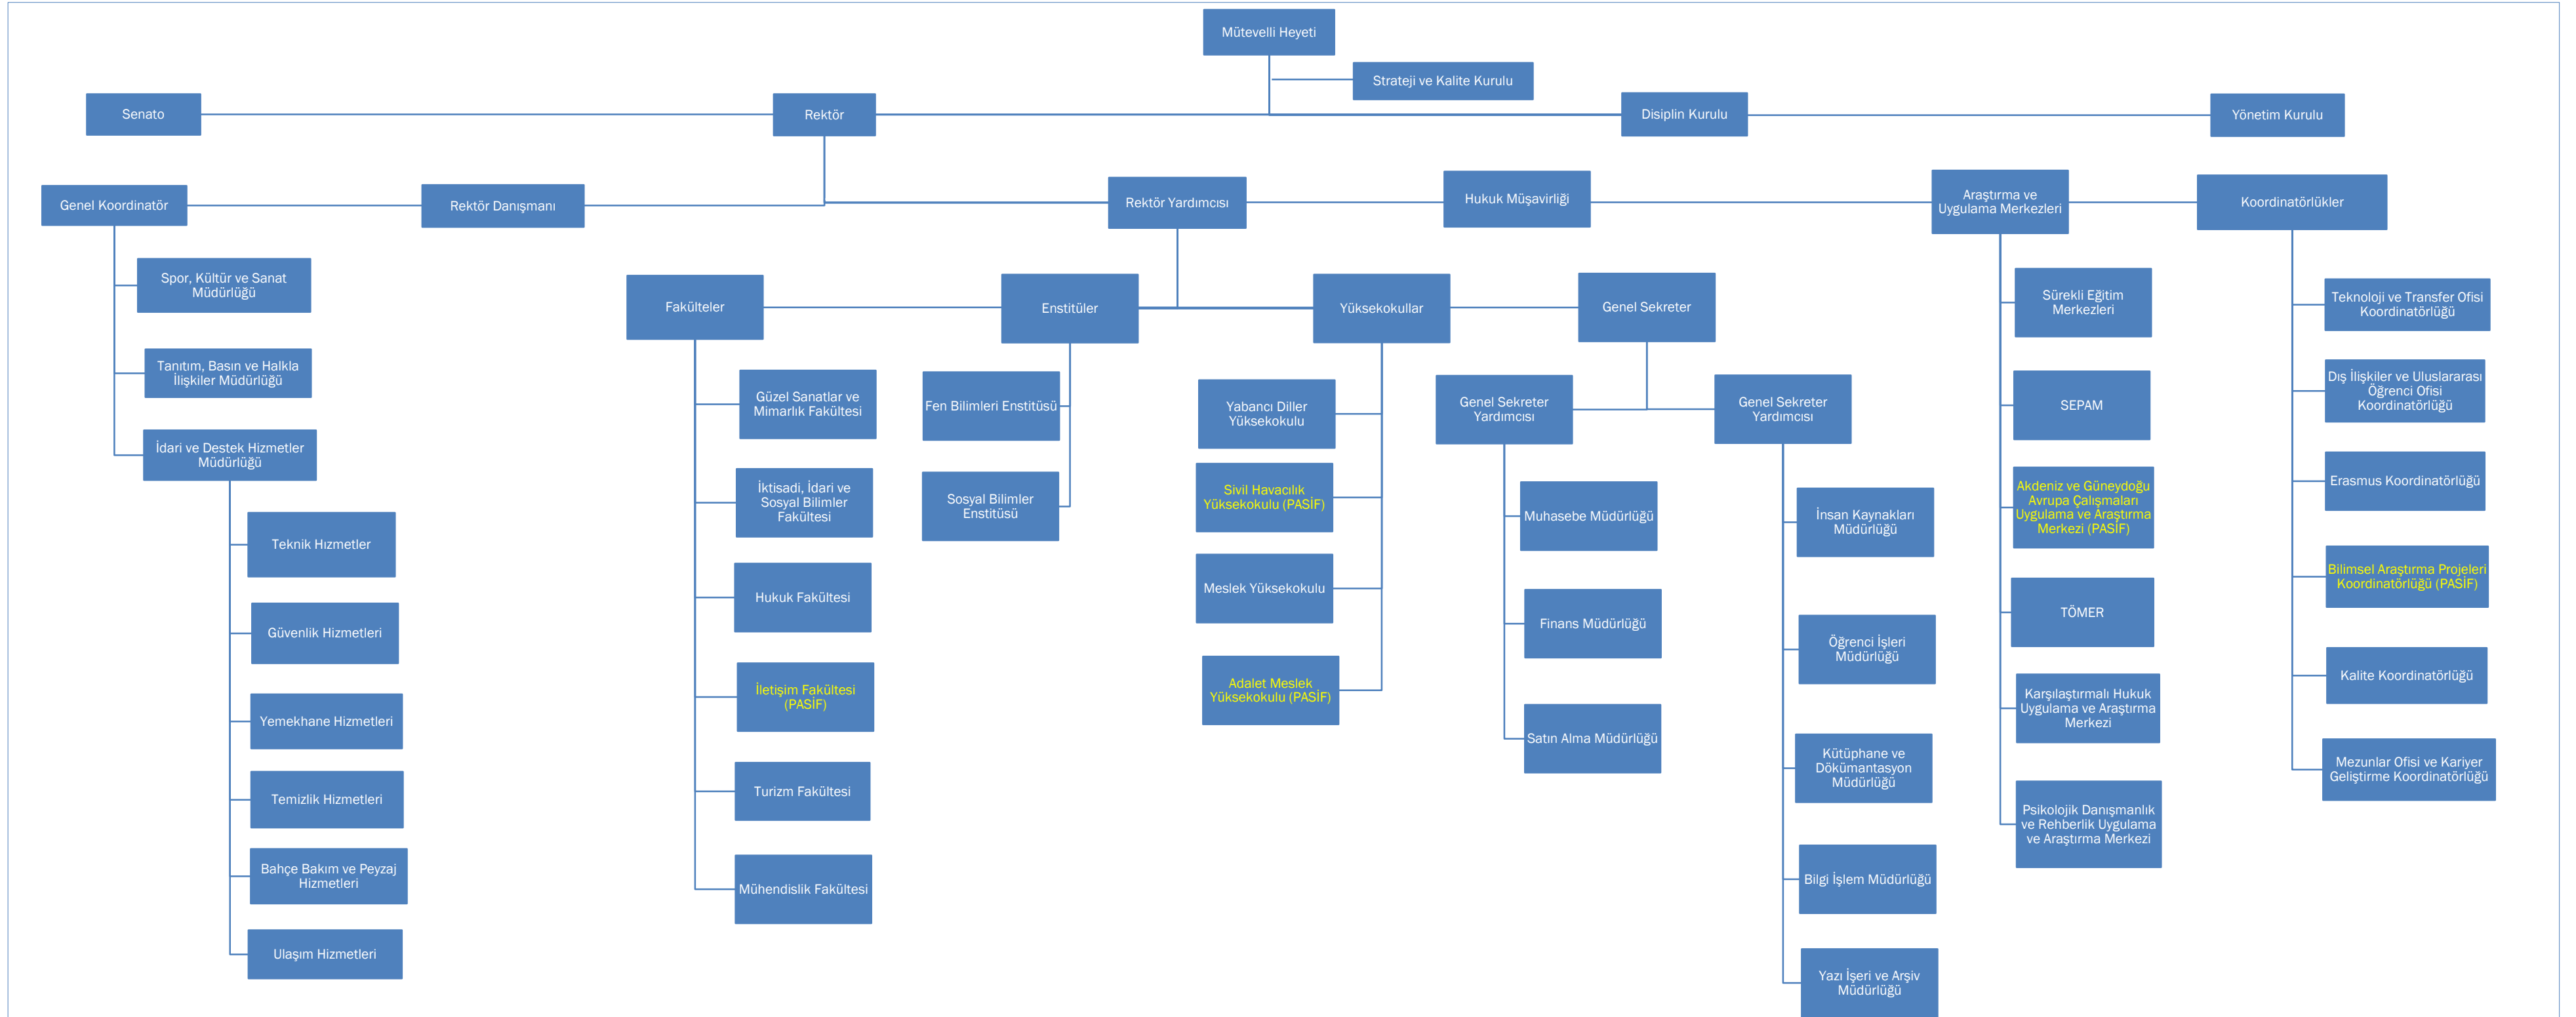 Mütevelli Heyeti
Strateji ve Kalite Kurulu
Senato
Rektör
Disiplin Kurulu
Yönetim Kurulu
Genel Koordinatör
Rektör Danışmanı
Rektör Yardımcısı
Hukuk Müşavirliği
Araştırma ve
Uygulama Merkezleri
Koordinatörlükler
Spor, Kültür ve Sanat
Müdürlüğü
Tanıtım, Basın ve Halkla
İlişkiler Müdürlüğü
İdari ve Destek Hizmetler
Müdürlüğü
Teknik Hızmetler
Güvenlik Hizmetleri
Yemekhane Hizmetleri
Temizlik Hizmetleri
Bahçe Bakım ve Peyzaj
Hizmetleri
Ulaşım Hizmetleri
Fakülteler
Güzel Sanatlar ve
Mimarlık Fakültesi
İktisadi, İdari ve
Sosyal Bilimler
Fakültesi
Hukuk Fakültesi
İletişim Fakültesi
(PASİF)
Turizm Fakültesi
Mühendislik Fakültesi
Enstitüler
Fen Bilimleri Enstitüsü
Sosyal Bilimler
Enstitüsü
Yüksekokullar
Yabancı Diller
Yüksekokulu
Sivil Havacılık
Yüksekokulu (PASİF)
Meslek Yüksekokulu
Adalet Meslek
Yüksekokulu (PASİF)
Genel Sekreter
Genel Sekreter
Yardımcısı
Muhasebe Müdürlüğü
Finans Müdürlüğü
Satın Alma Müdürlüğü
Genel Sekreter
Yardımcısı
İnsan Kaynakları
Müdürlüğü
Öğrenci İşleri
Müdürlüğü
Kütüphane ve
Dökümantasyon
Müdürlüğü
Bilgi İşlem Müdürlüğü
Yazı İşeri ve Arşiv
Müdürlüğü
Sürekli Eğitim
Merkezleri
SEPAM
Akdeniz ve Güneydoğu
Avrupa Çalışmaları
Uygulama ve Araştırma
Merkezi (PASİF)
TÖMER
Karşılaştırmalı Hukuk
Uygulama ve Araştırma
Merkezi
Psikolojik Danışmanlık
ve Rehberlik Uygulama
ve Araştırma Merkezi
Teknoloji ve Transfer Ofisi
Koordinatörlüğü
Dış İlişkiler ve Uluslararası
Öğrenci Ofisi
Koordinatörlüğü
Erasmus Koordinatörlüğü
Bilimsel Araştırma Projeleri
Koordinatörlüğü (PASİF)
Kalite Koordinatörlüğü
Mezunlar Ofisi ve Kariyer
Geliştirme Koordinatörlüğü